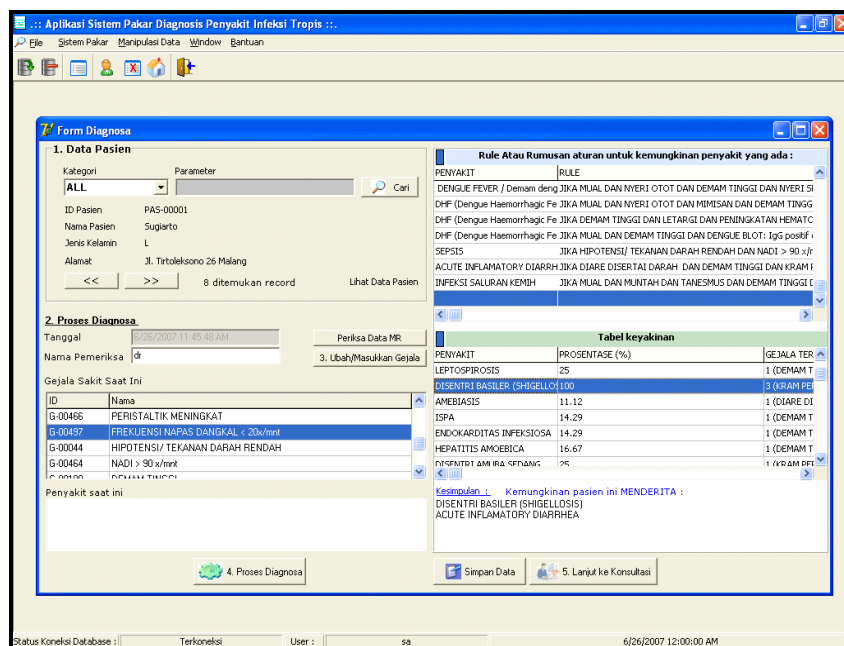 .:: Aplikasi Sistem Pakar Diagnosis Penyakit Infeksi Tropis ::.
File Sistem Pakar Manipulasi Data Window Bantuan
Form Diagnosa
1. Data Pasien
Kategori Parameter
ALL Cari
ID Pasien PAS-00001
Nama Pasien Sugiarto
Jenis Kelamin L
Alamat Jl. Tirtoleksono 26 Malang
<< >> 8 ditemukan record Lihat Data Pasien
2. Proses Diagnosa
Tanggal 6/26/2007 11:45:48 AM Periksa Data MR
Nama Pemeriksa dr 3. Ubah/Masukkan Gejala
Gejala Sakit Saat Ini
ID Nama
G-00466 PERISTALTIK MENINGKAT
G-00497 FREKUENSI NAPAS DANGKAL < 20x/mnt
G-00044 HIPOTENSI/ TEKANAN DARAH RENDAH
G-00464 NADI > 90 x/mnt
Penyakit saat ini
4. Proses Diagnosa
Rule Atau Rumusan aturan untuk kemungkinan penyakit yang ada :
PENYAKIT RULE
DENGUE FEVER / Demam deng JIKA MUAL DAN NYERI OTOT DAN DEMAM TINGGI DAN NYERI
DHF (Dengue Haemorrhagic Fe JIKA MUAL DAN NYERI OTOT DAN MIMISAN DAN DEMAM TINGG
DHF (Dengue Haemorrhagic Fe JIKA DEMAM TINGGI DAN LETARGI DAN PENINGKATAN HEMATC
DHF (Dengue Haemorrhagic Fe JIKA MUAL DAN DEMAM TINGGI DAN DENGUE BLOT: IgG positif
SEPSIS JIKA HIPOTENSI/ TEKANAN DARAH RENDAH DAN NADI > 90 x/r
ACUTE INFLAMATORY DIARRH JIKA DIARE DISERTAI DARAH DAN DEMAM TINGGI DAN KRAM
INFEKSI SALURAN KEMIH JIKA MUAL DAN MUNTAH DAN TANESMUS DAN DEMAM TINGGI
Tabel keyakinan
PENYAKIT PROSENTASE (%) GEJALA TER
LEPTOSPIROSIS 25 1 (DEMAM T
DISENTRI BASILER (SHIGELLO 100 3 (KRAM PE
AMEBIASIS 11.12 1 (DIARE DI
ISPA 14.29 1 (DEMAM T
ENDOKARDITAS INFEKSIOSA 14.29 1 (DEMAM T
HEPATITIS AMOEBICA 16.67 1 (DEMAM T
DISENTRI AMUBA SEDANG 25 1 (KRAM PE
Kesimpulan : Kemungkinan pasien ini MENDERITA :
DISENTRI BASILER (SHIGELLOSIS)
ACUTE INFLAMATORY DIARRHEA
Simpan Data 5. Lanjut ke Konsultasi
Status Koneksi Database : Terkoneksi User : sa 6/26/2007 12:00:00 AM